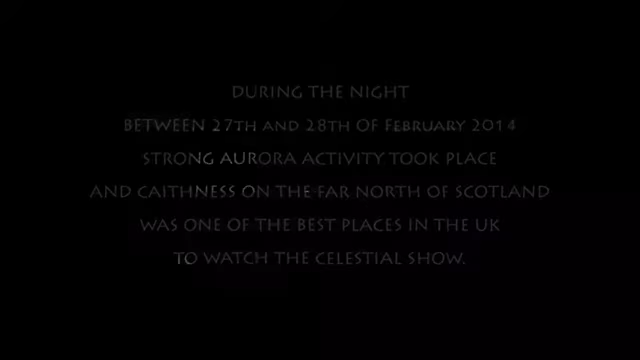 DURING THE NIGHT
BETWEEN 27TH AND 28TH OF FEBRUARY 2014
STRONG AURORA ACTIVITY TOOK PLACE
AND CAITHNESS ON THE FAR NORTH OF SCOTLAND
WAS ONE OF THE BEST PLACES IN THE UK
TO WATCH THE CELESTIAL SHOW.